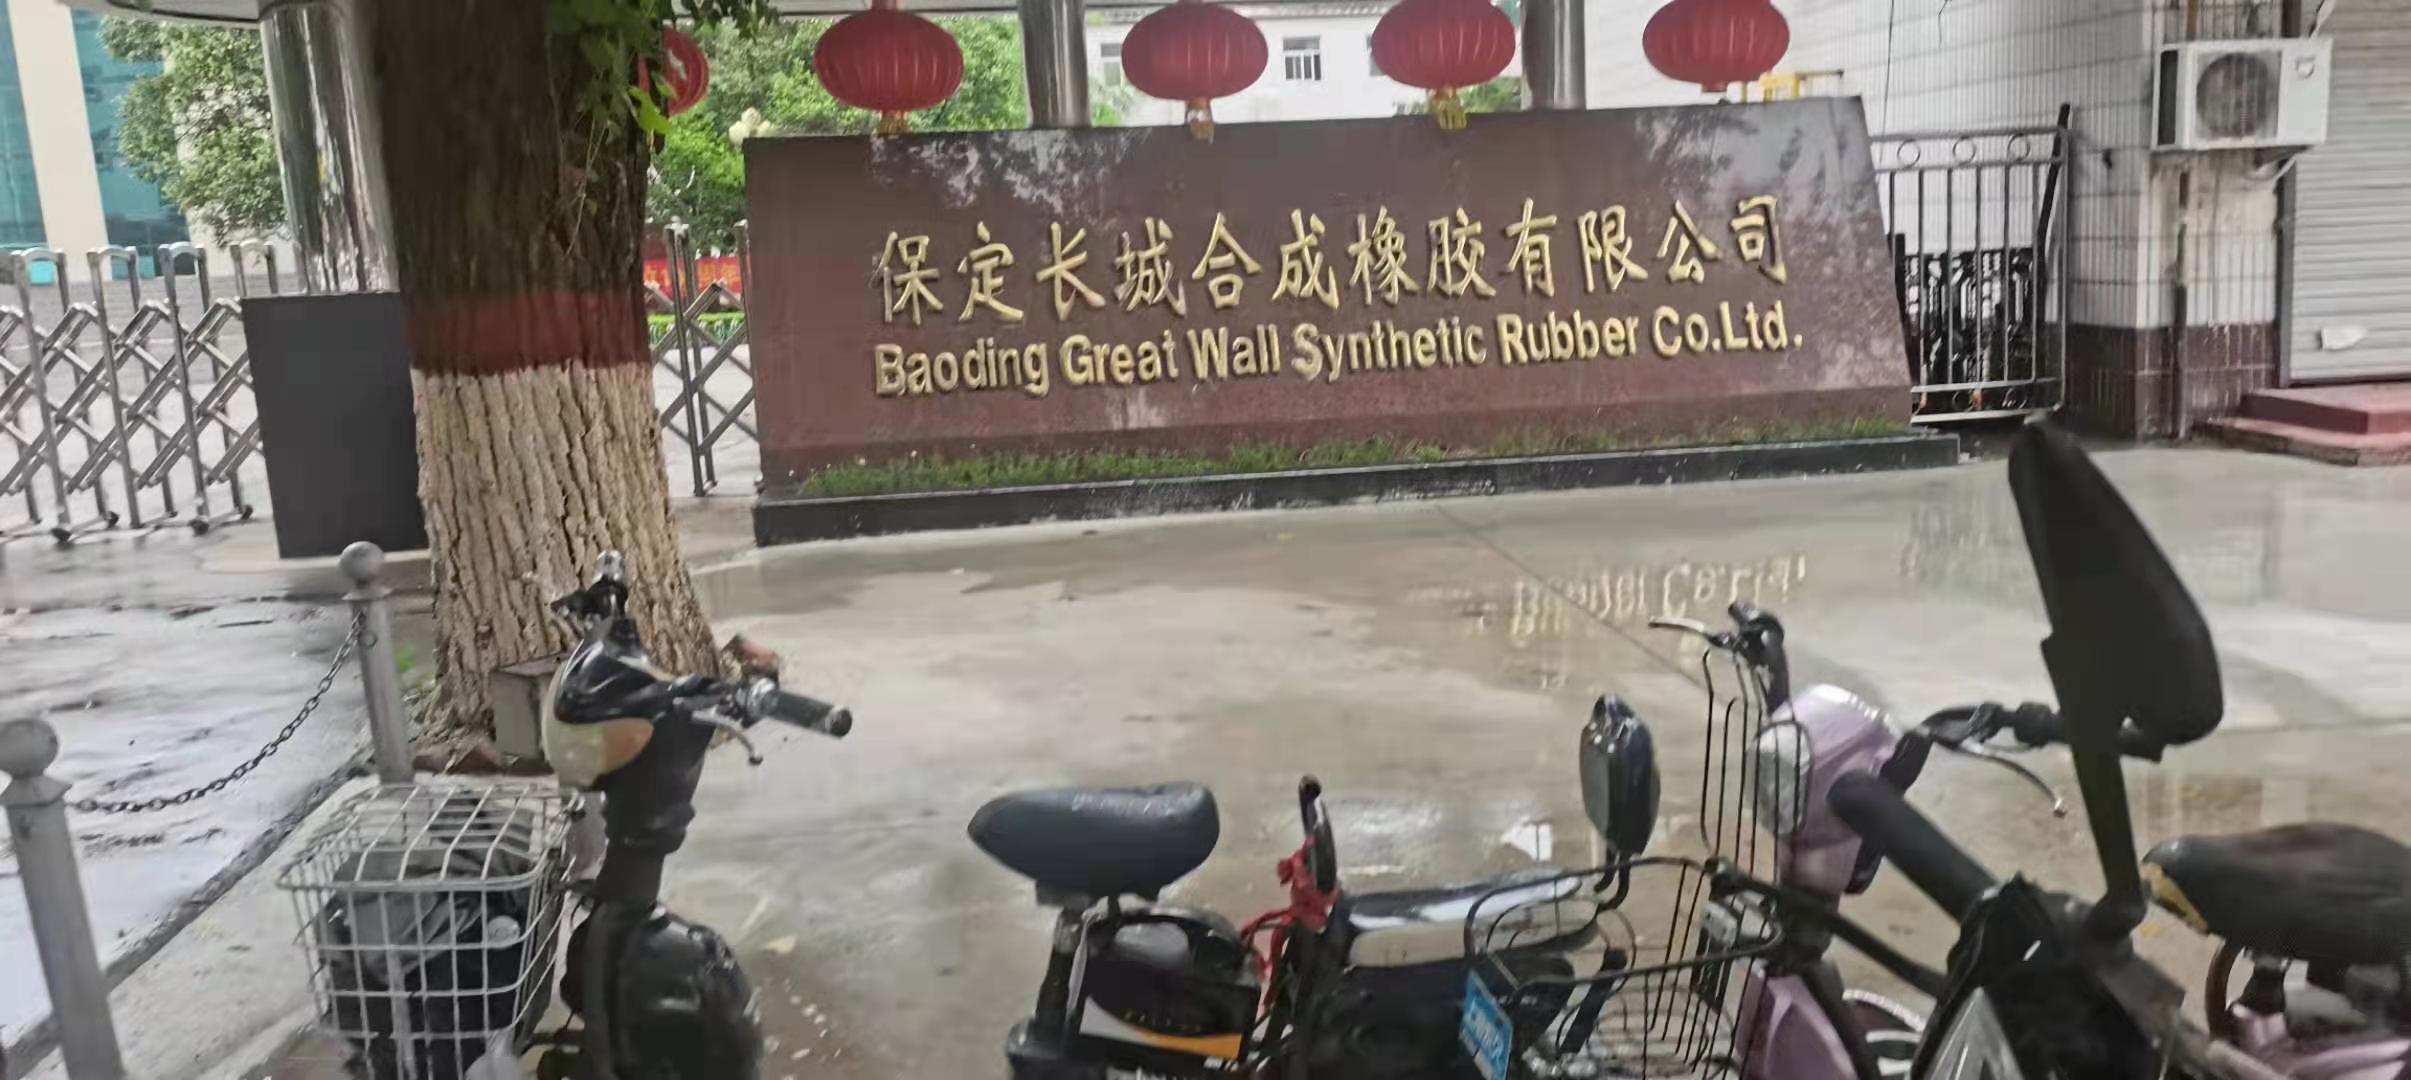 保定长城合成橡胶有限公司
Baoding Great Wall Synthetic Rubber Co.Ltd.